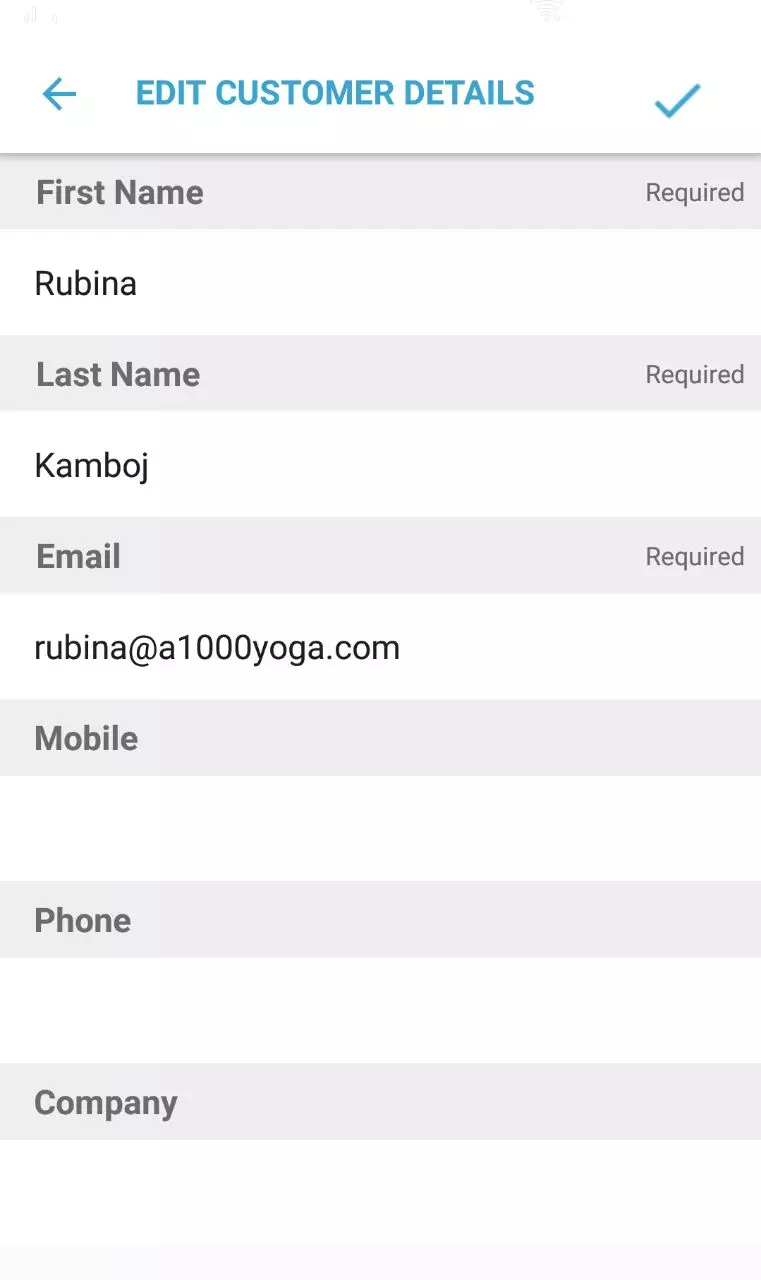 EDIT CUSTOMER DETAILS
First Name Required
Rubina
Last Name Required
Kamboj
Email Required
rubina@a1000yoga.com
Mobile
Phone
Company